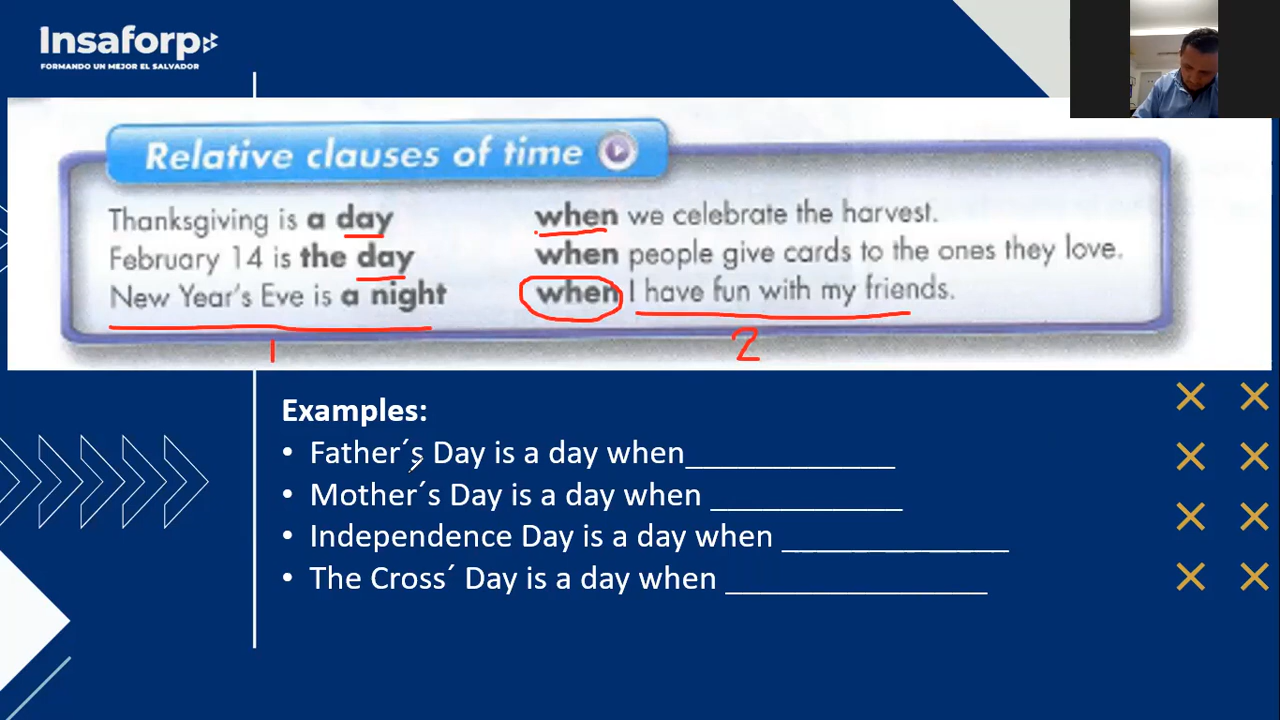 Insaforp
FORMANDO UN MEJOR EL SALVADOR
Relative clauses of time
Thanksgiving is a day when we celebrate the harvest.
February 14 is the day when people give cards to the ones they love.
New Year's Eve is a night when I have fun with my friends.
1 2
Examples:
• Father´s Day is a day when____________
• Mother´s Day is a day when ___________
• Independence Day is a day when _____________
• The Cross´ Day is a day when _______________